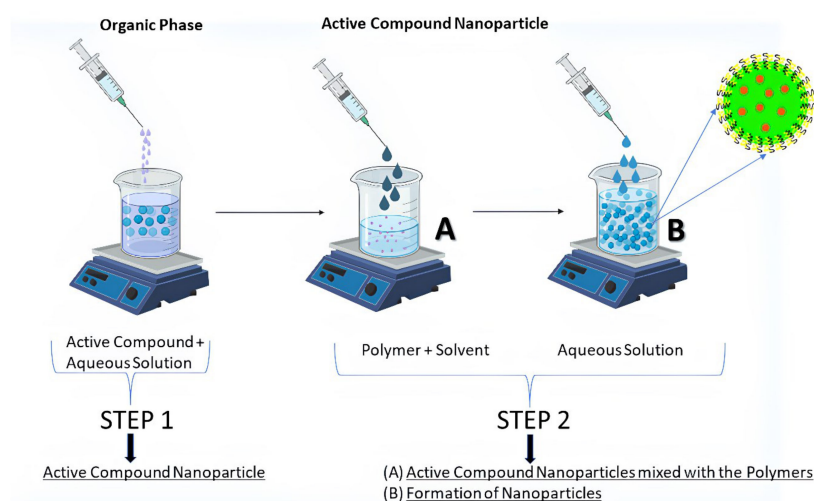 Organic Phase
Active Compound Nanoparticle
A
B
Active Compound +
Aqueous Solution
Polymer + Solvent
Aqueous Solution
STEP 1
STEP 2
Active Compound Nanoparticle
(A) Active Compound Nanoparticles mixed with the Polymers
(B) Formation of Nanoparticles